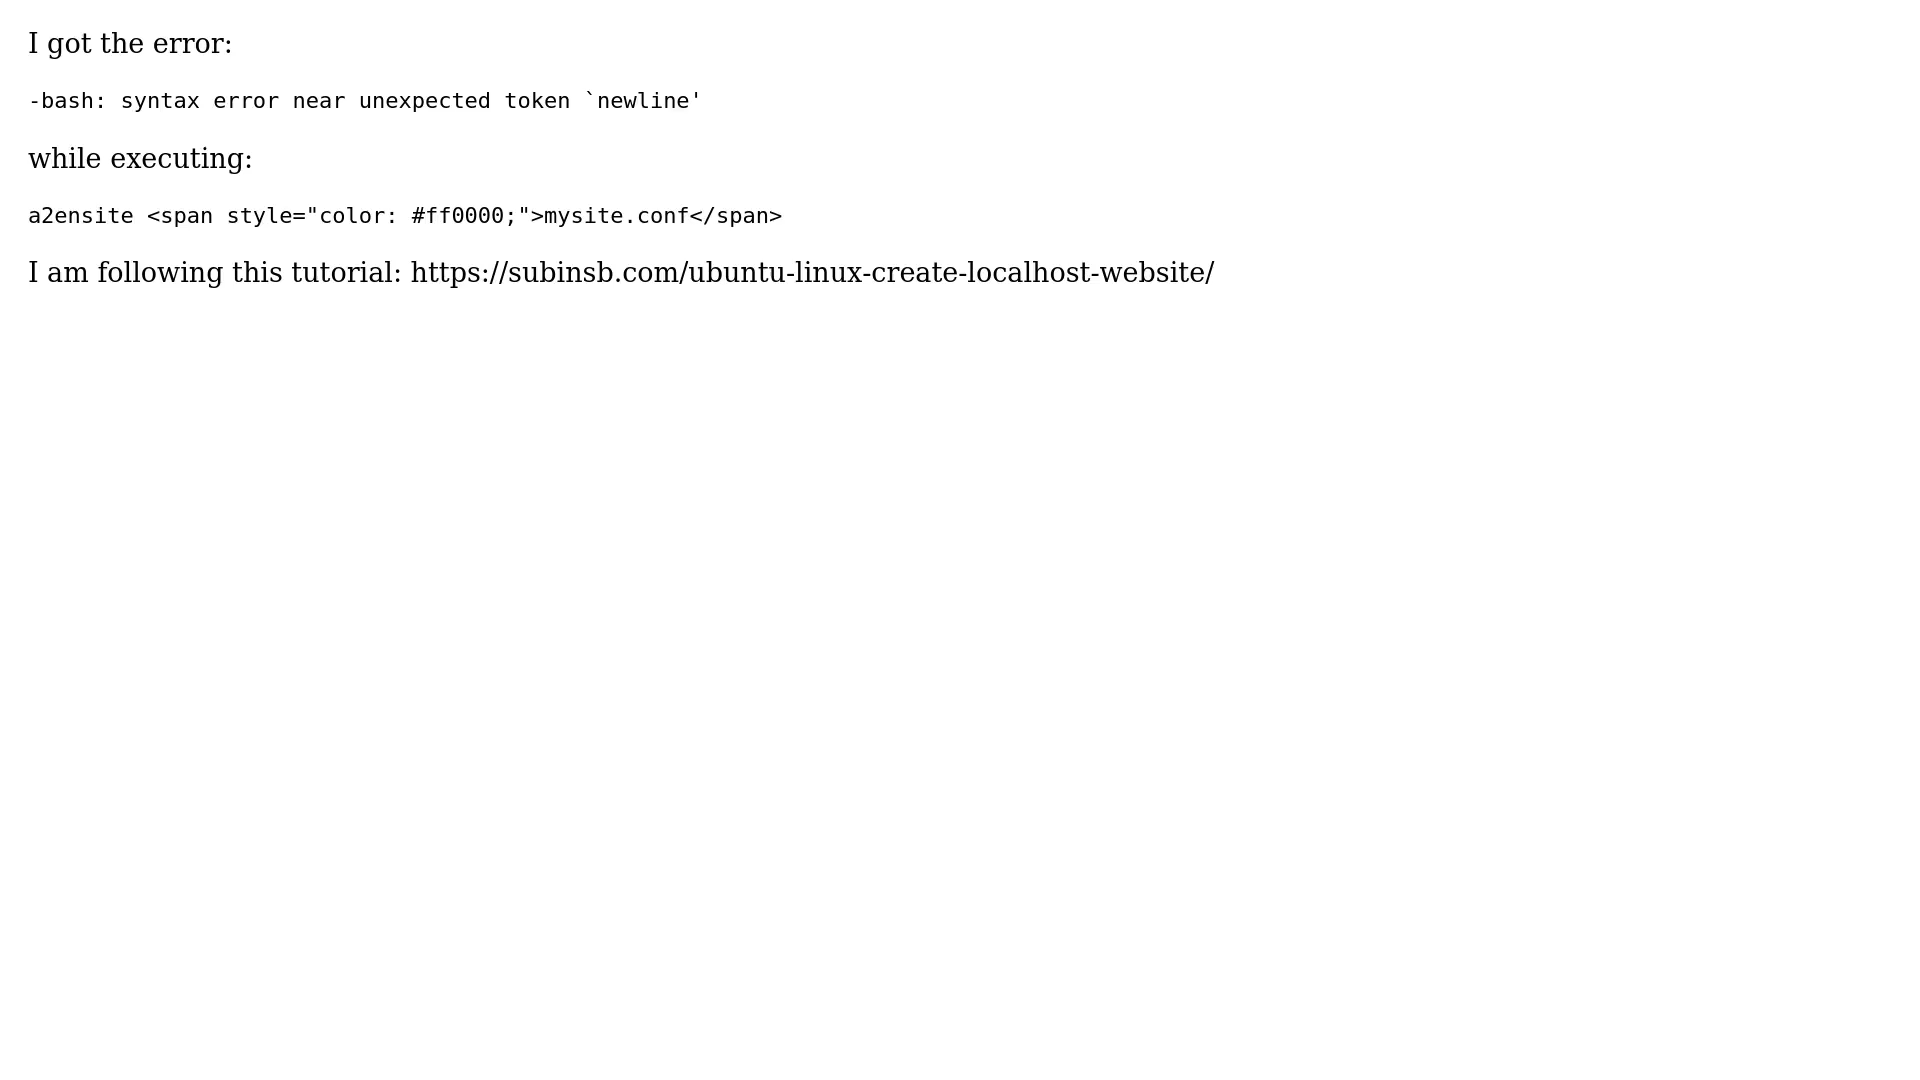 I got the error:
-bash: syntax error near unexpected token `newline'
while executing:
a2ensite <span style="color: #ff0000;">mysite.conf</span>
I am following this tutorial: https://subinsb.com/ubuntu-linux-create-localhost-website/